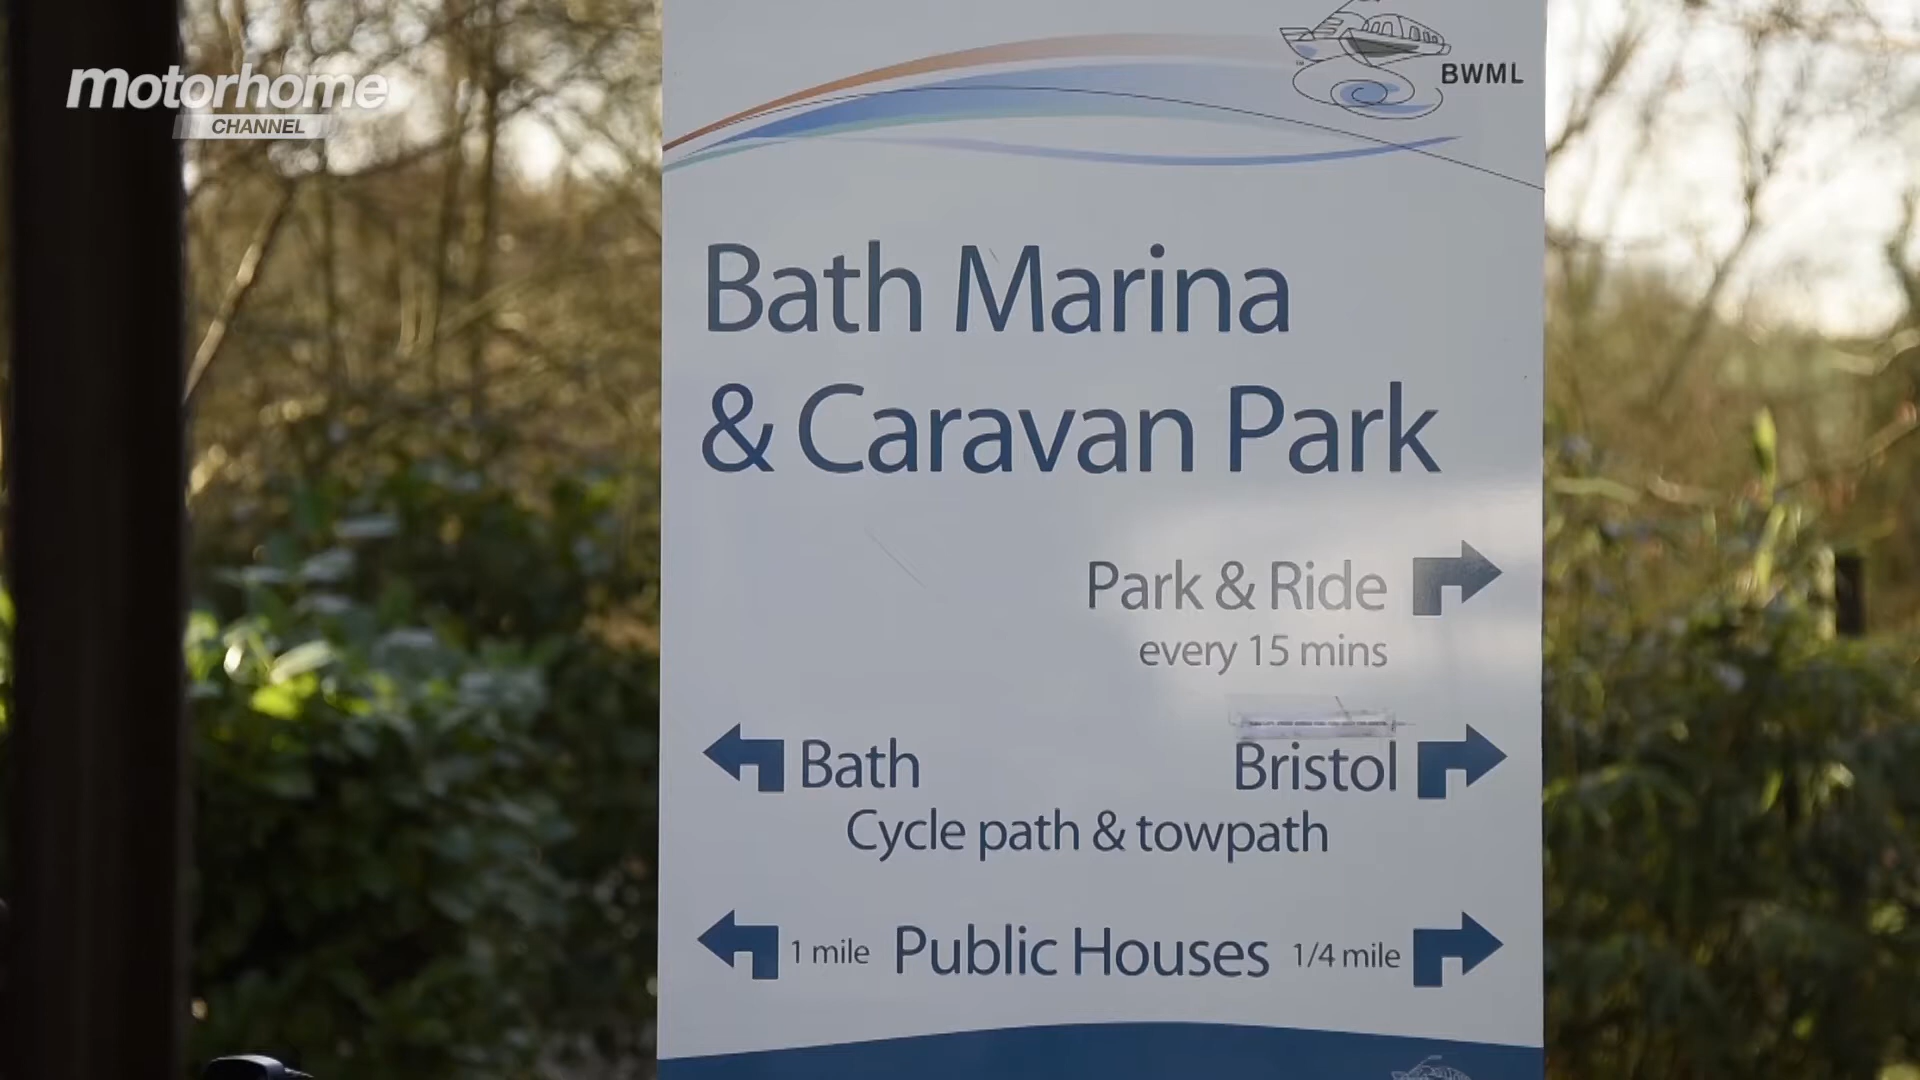 motorhome
CHANNEL
BWML
Bath Marina
& Caravan Park
Park & Ride
every 15 mins
Bath Bristol
Cycle path & towpath
1 mile Public Houses 1/4 mile